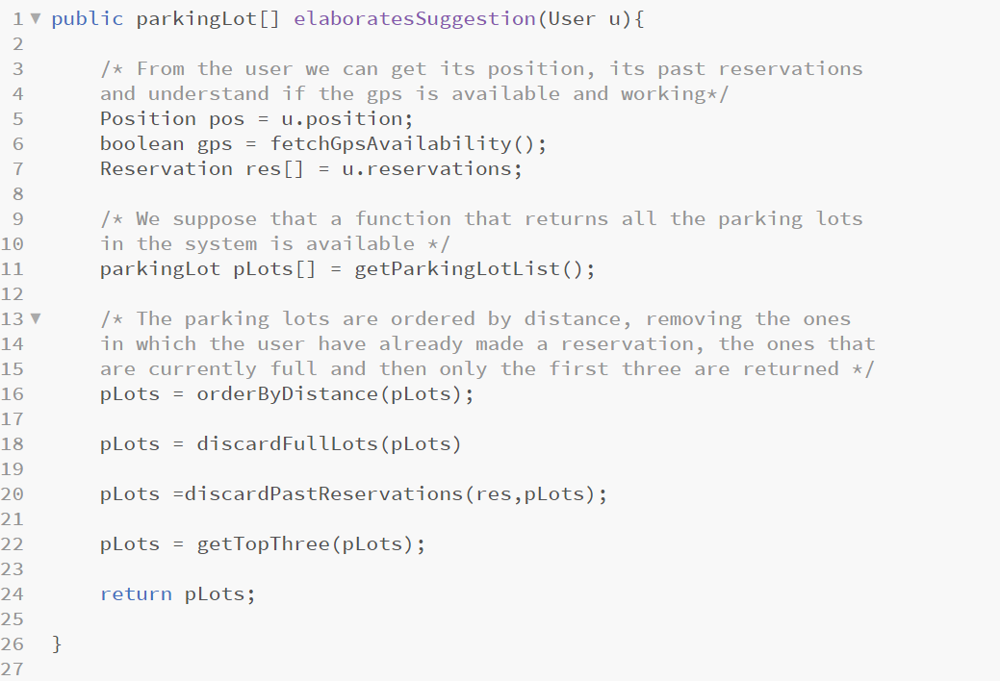 1 ▼ public parkingLot[] elaboratesSuggestion(User u){
2
3     /* From the user we can get its position, its past reservations
4     and understand if the gps is available and working*/
5     Position pos = u.position;
6     boolean gps = fetchGpsAvailability();
7     Reservation res[] = u.reservations;
8
9     /* We suppose that a function that returns all the parking lots
10     in the system is available */
11     parkingLot pLots[] = getParkingLotList();
12
13 ▼     /* The parking lots are ordered by distance, removing the ones
14     in which the user have already made a reservation, the ones that
15     are currently full and then only the first three are returned */
16     pLots = orderByDistance(pLots);
17
18     pLots = discardFullLots(pLots)
19
20     pLots =discardPastReservations(res,pLots);
21
22     pLots = getTopThree(pLots);
23
24     return pLots;
25
26 }
27